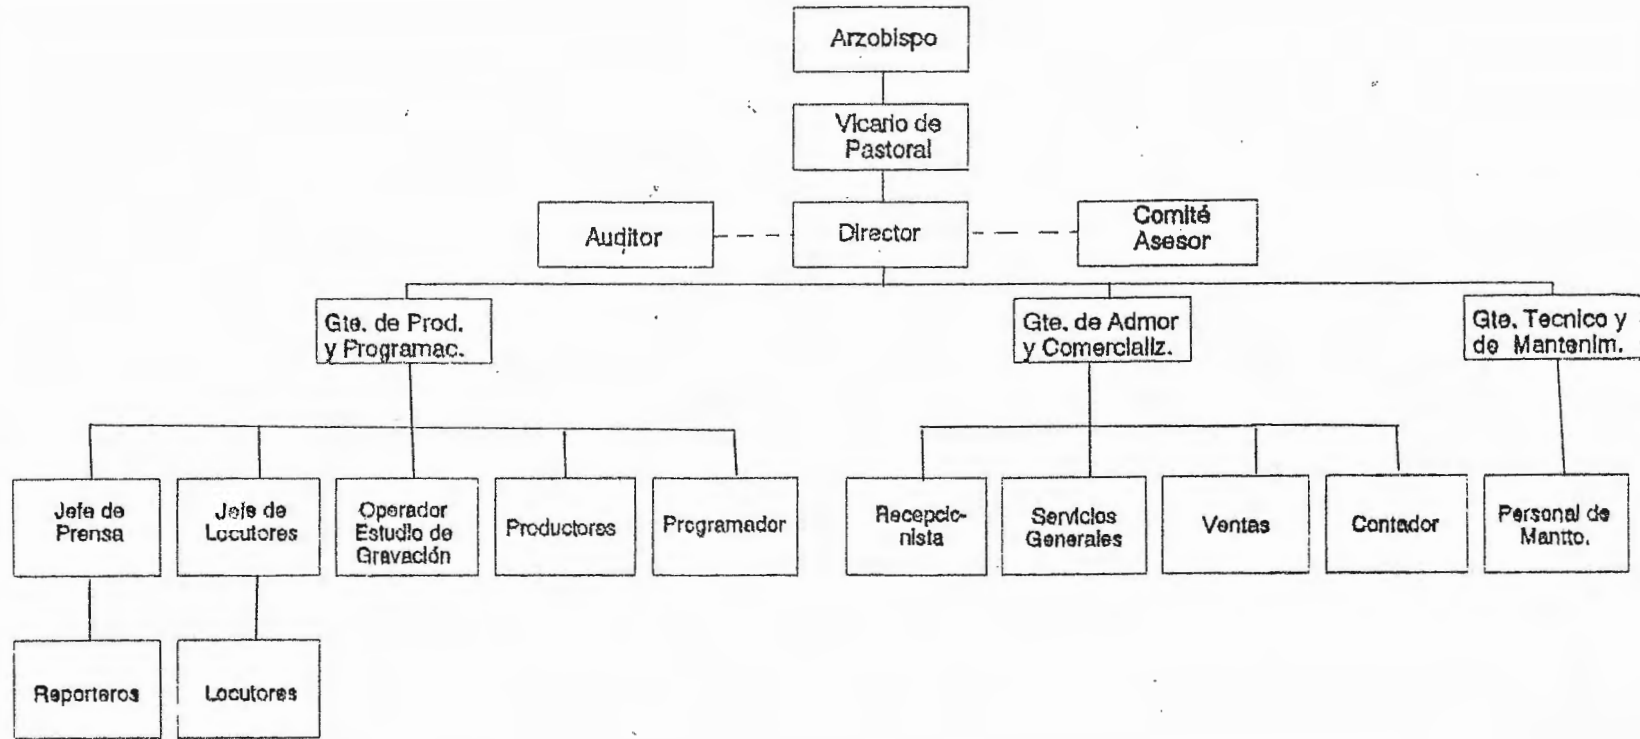 Arzobispo
Vicario de
Pastoral
Auditor
Director
Comité
Asesor
Gte. de Prod.
y Programac.
Gte. de Admor
y Comercializ.
Gte. Tecnico y
de Mantenim.
Jefe de
Prensa
Jefe de
Locutores
Operador
Estudio de
Gravación
Productores
Programador
Recepcio-
nista
Servicios
Generales
Ventas
Contador
Personal de
Mantto.
Reporteros
Locutores